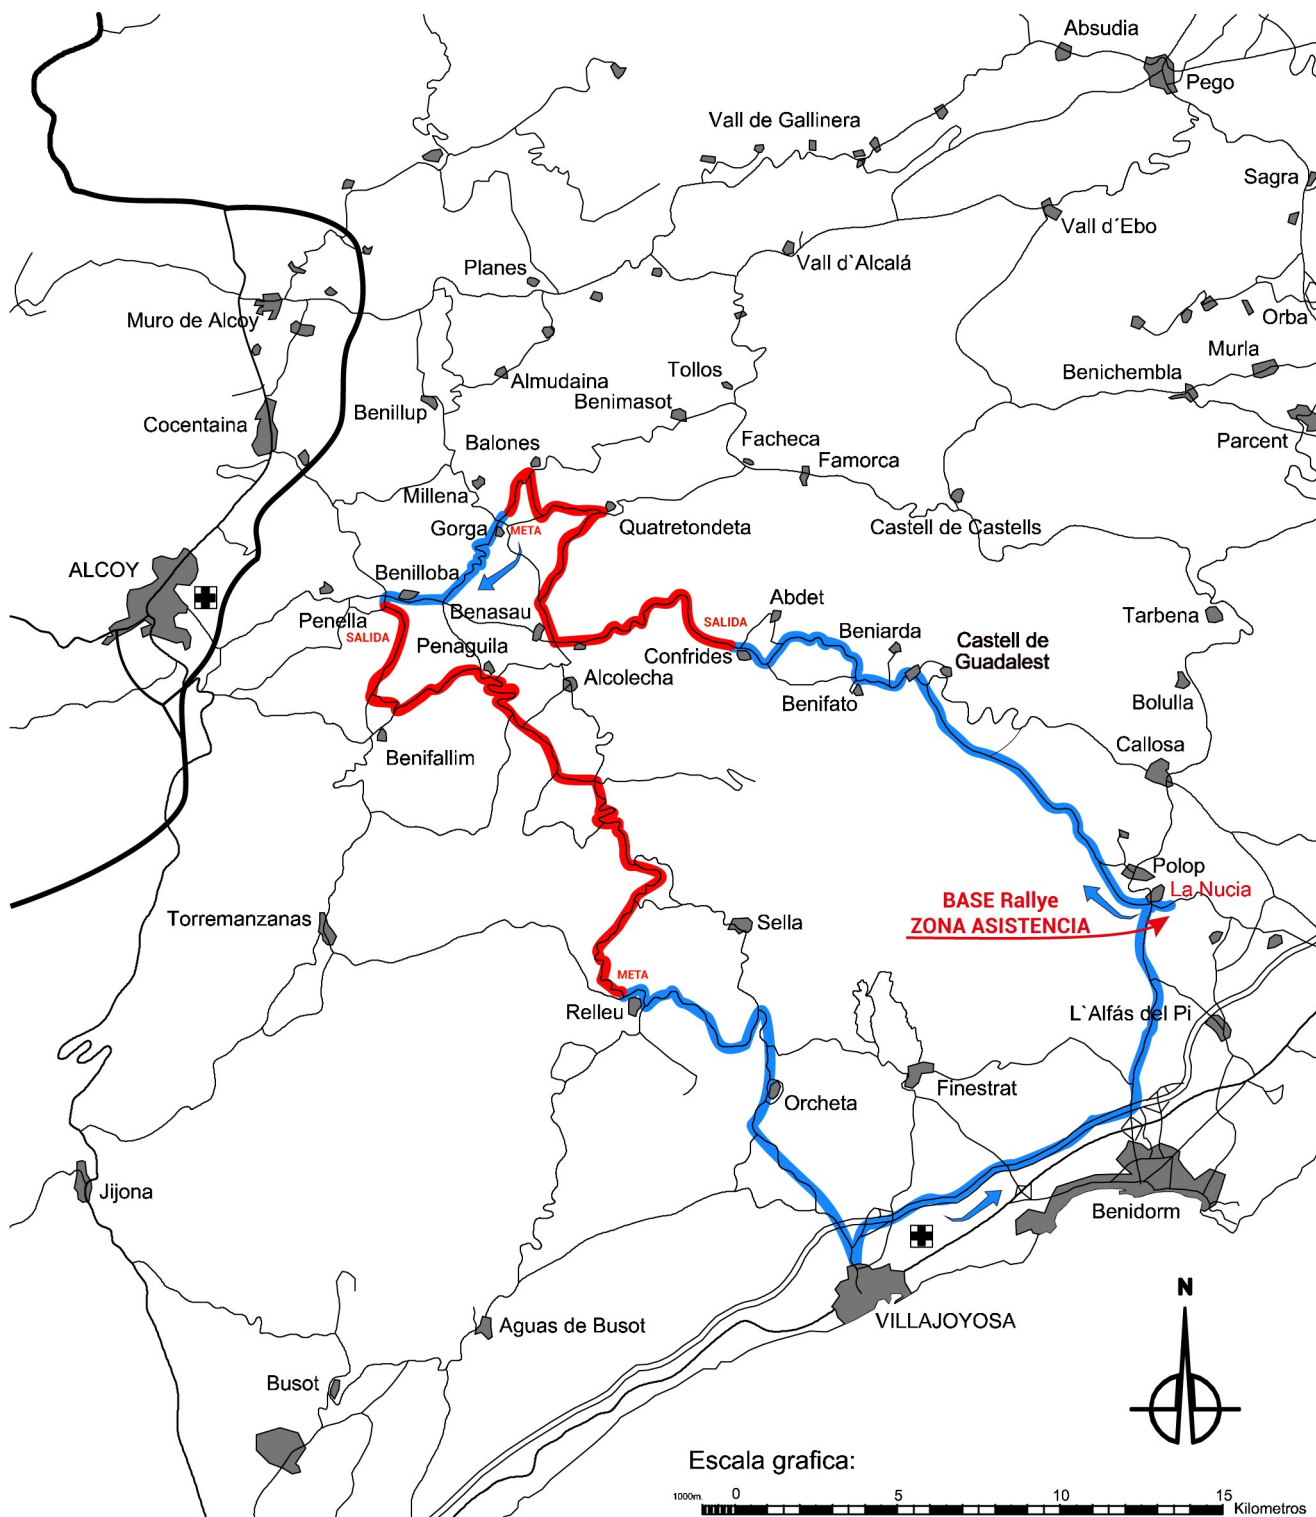 Absudia
Pego
Vall de Gallinera
Sagra
Vall d´Ebo
Vall d`Alcalá
Planes
Orba
Muro de Alcoy
Murla
Tollos
Benichembla
Almudaina
Benimasot
Benillup
Cocentaina
Parcent
Balones
Facheca
Famorca
Millena
Quatretondeta
Castell de Castells
Gorga
META
ALCOY
Benilloba
Abdet
Tarbena
Penella
Benasau
SALIDA
SALIDA
Beniarda
Castell de
Guadalest
Penaguila
Confrides
Alcolecha
Benifato
Bolulla
Benifallim
Callosa
Polop
La Nucia
BASE Rallye
ZONA ASISTENCIA
Torremanzanas
Sella
META
Relleu
L`Alfás del Pi
Finestrat
Orcheta
Jijona
Benidorm
N
VILLAJOYOSA
Aguas de Busot
Busot
Escala grafica:
1000m. 0 5 10 15 Kilometros